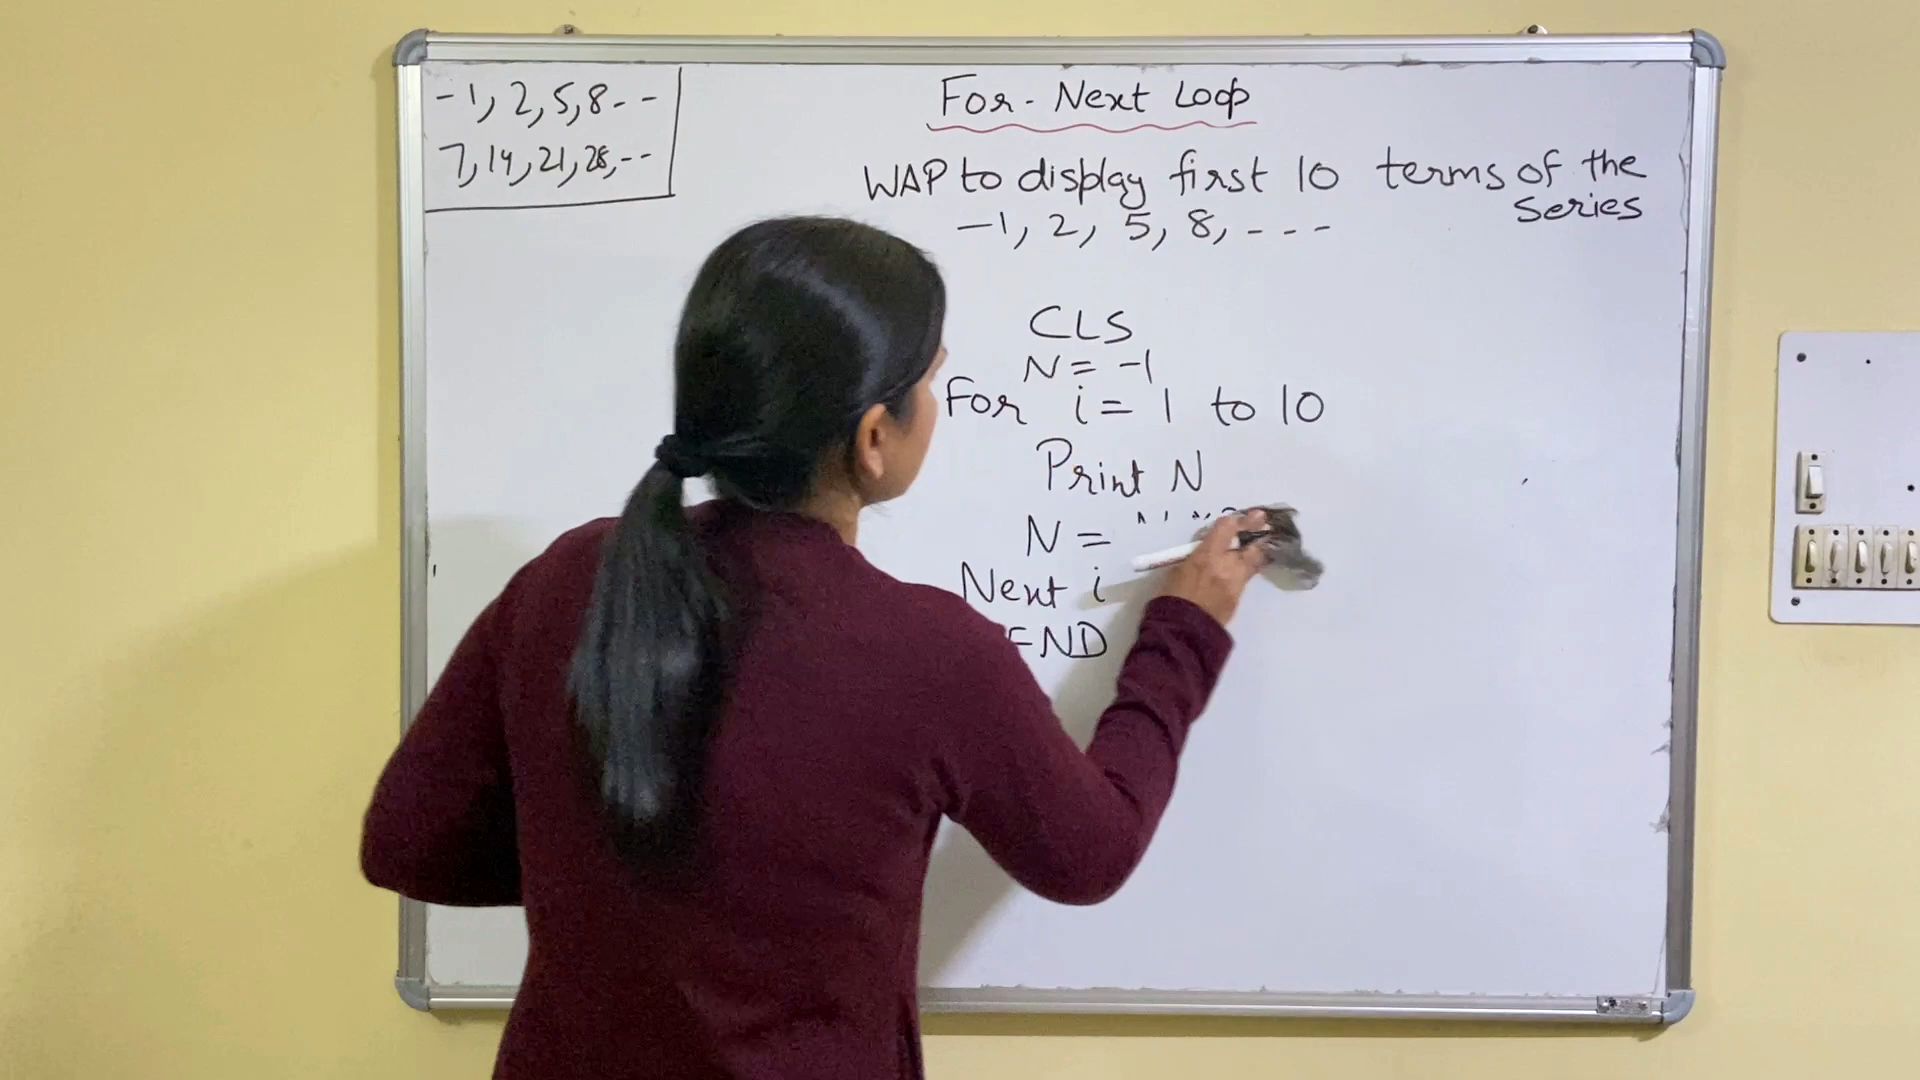 -1, 2, 5, 8 - -
7, 14, 21, 28, - -
For - Next Loop
WAP to display first 10 terms of the
series
-1, 2, 5, 8, - - -
CLS
N = -1
For i = 1 to 10
Print N
N =
Next i
END